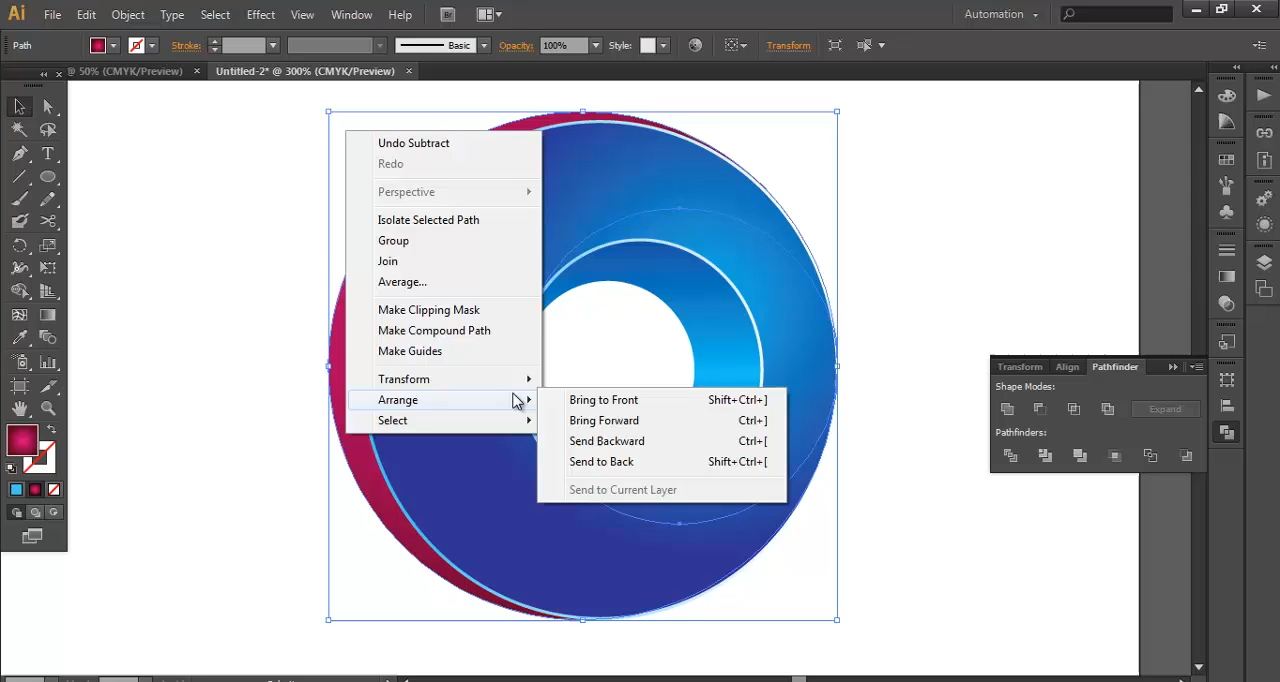 Ai File Edit Object Type Select Effect View Window Help Br Automation
Path Stroke: Basic Opacity: 100% Style: Transform
@ 50% (CMYK/Preview) × Untitled-2* @ 300% (CMYK/Preview) ×
Undo Subtract
Redo
Perspective
Isolate Selected Path
Group
Join
Average...
Make Clipping Mask
Make Compound Path
Make Guides
Transform
Arrange
Select
Bring to Front Shift+Ctrl+]
Bring Forward Ctrl+]
Send Backward Ctrl+[
Send to Back Shift+Ctrl+[
Send to Current Layer
Transform Align Pathfinder
Shape Modes:
Expand
Pathfinders: